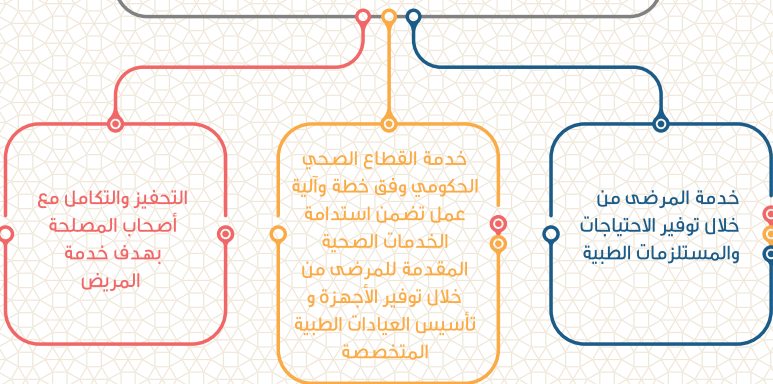 خدمة المرضى من
خلال توفير الاحتياجات
والمستلزمات الطبية
خدمة القطاع الصحي
الحكومي وفق خطة وآلية
عمل تضمن استدامة
الخدمات الصحية
المقدمة للمرضى من
خلال توفير الأجهزة و
تأسيس العيادات الطبية
المتخصصة
التحفيز والتكامل مع
أصحاب المصلحة
بهدف خدمة
المريض